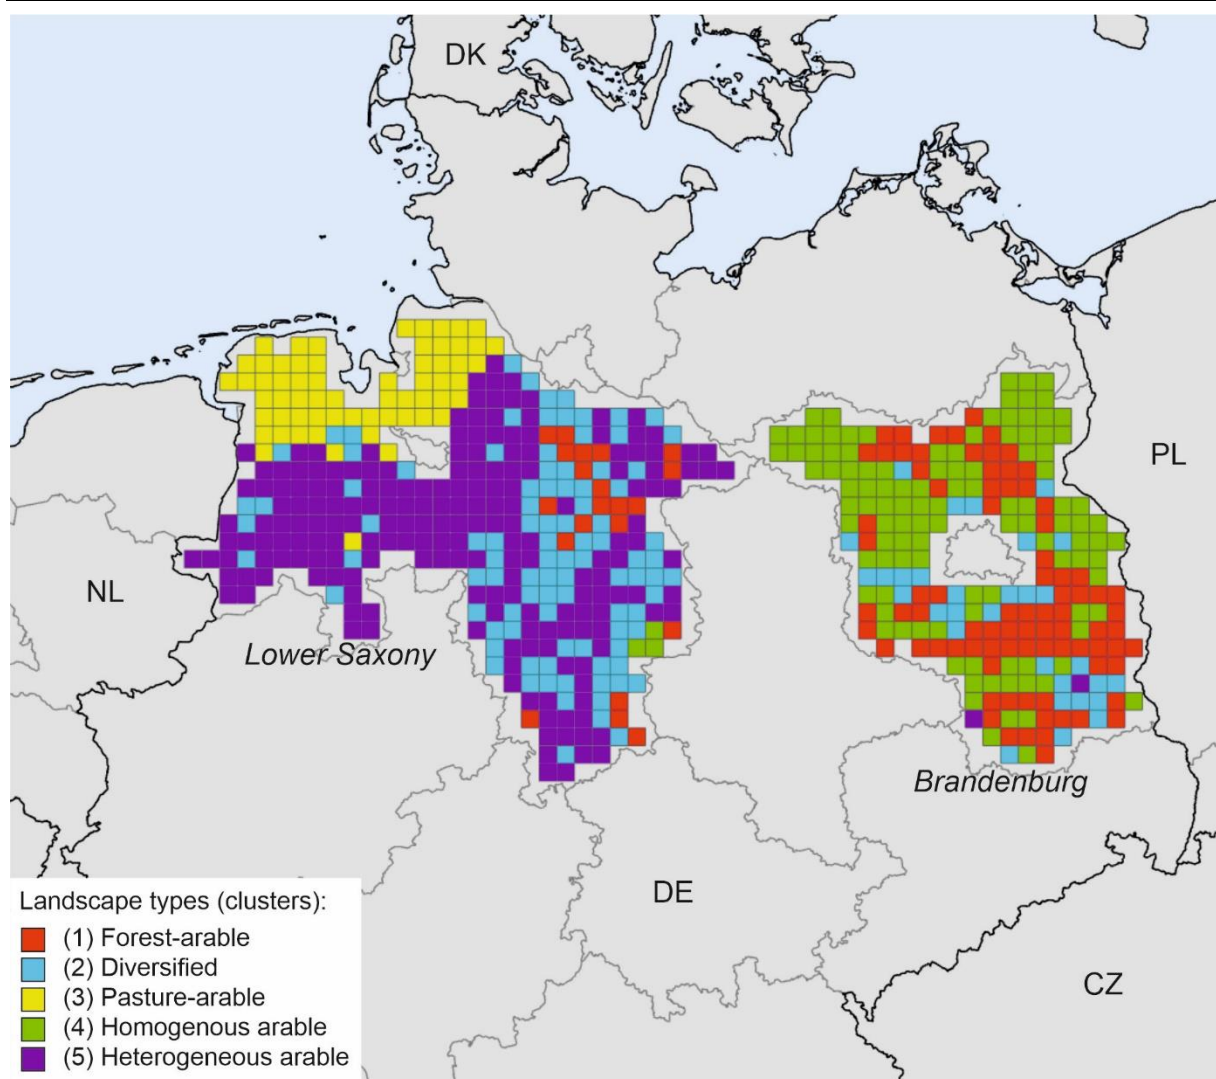 DK
PL
NL
Lower Saxony
Brandenburg
DE
CZ
Landscape types (clusters):
(1) Forest-arable
(2) Diversified
(3) Pasture-arable
(4) Homogenous arable
(5) Heterogeneous arable